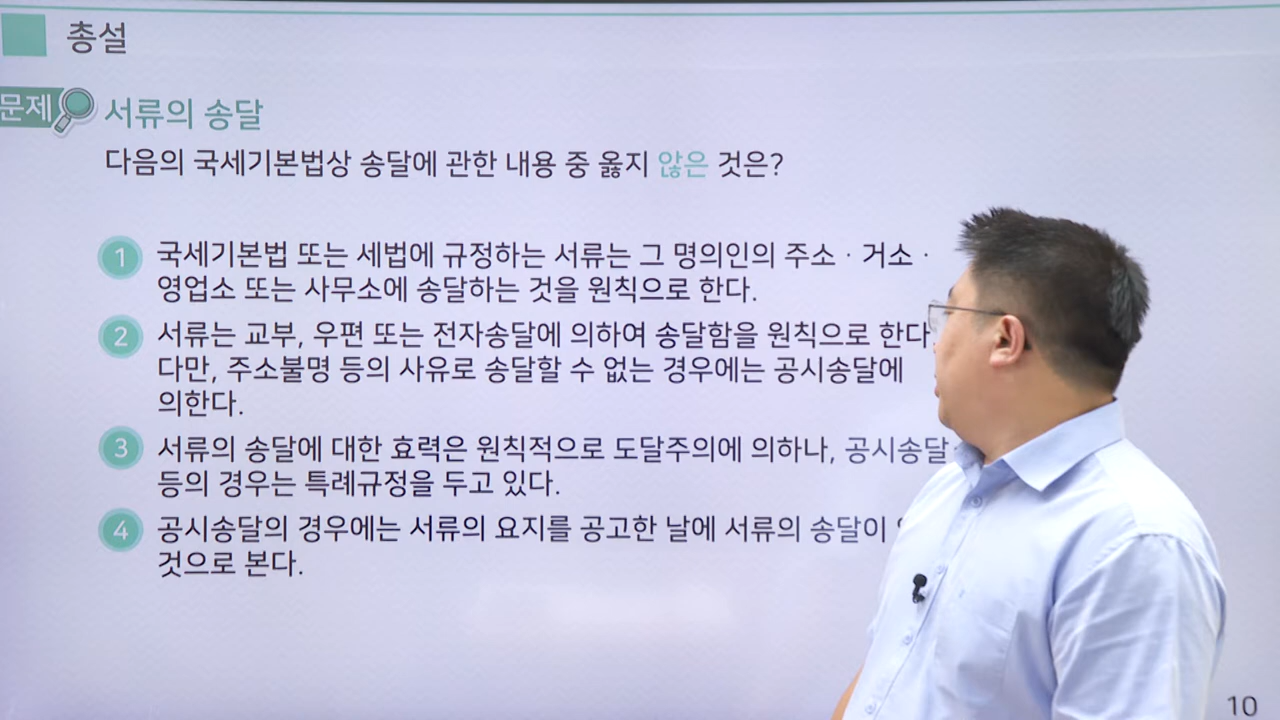 총설
문제 서류의 송달
다음의 국세기본법상 송달에 관한 내용 중 옳지 않은 것은?
1 국세기본법 또는 세법에 규정하는 서류는 그 명의인의 주소 · 거소 ·
영업소 또는 사무소에 송달하는 것을 원칙으로 한다.
2 서류는 교부, 우편 또는 전자송달에 의하여 송달함을 원칙으로 한다
다만, 주소불명 등의 사유로 송달할 수 없는 경우에는 공시송달에
의한다.
3 서류의 송달에 대한 효력은 원칙적으로 도달주의에 의하나, 공시송달
등의 경우는 특례규정을 두고 있다.
4 공시송달의 경우에는 서류의 요지를 공고한 날에 서류의 송달이
것으로 본다.
10